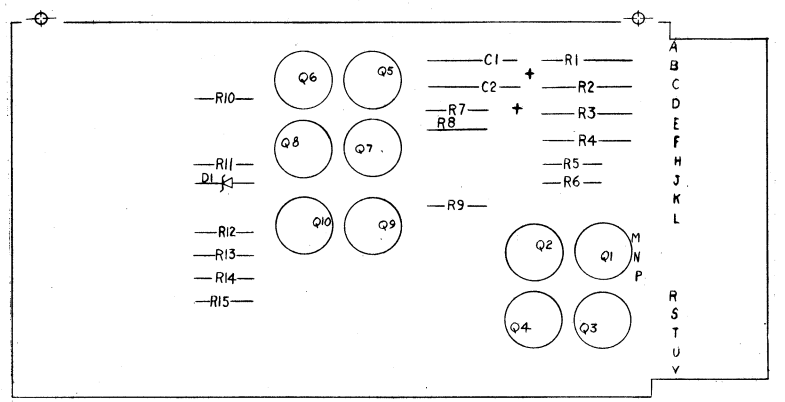 A
C1
R1
B
Q6
Q5
C2
+
R2
C
R10
R7
+
R3
D
R8
E
Q8
Q7
R4
F
R11
R5
H
D1
R6
J
K
R9
L
Q10
Q9
R12
M
Q2
Q1
N
R13
P
R14
R
R15
S
Q4
Q3
T
U
V